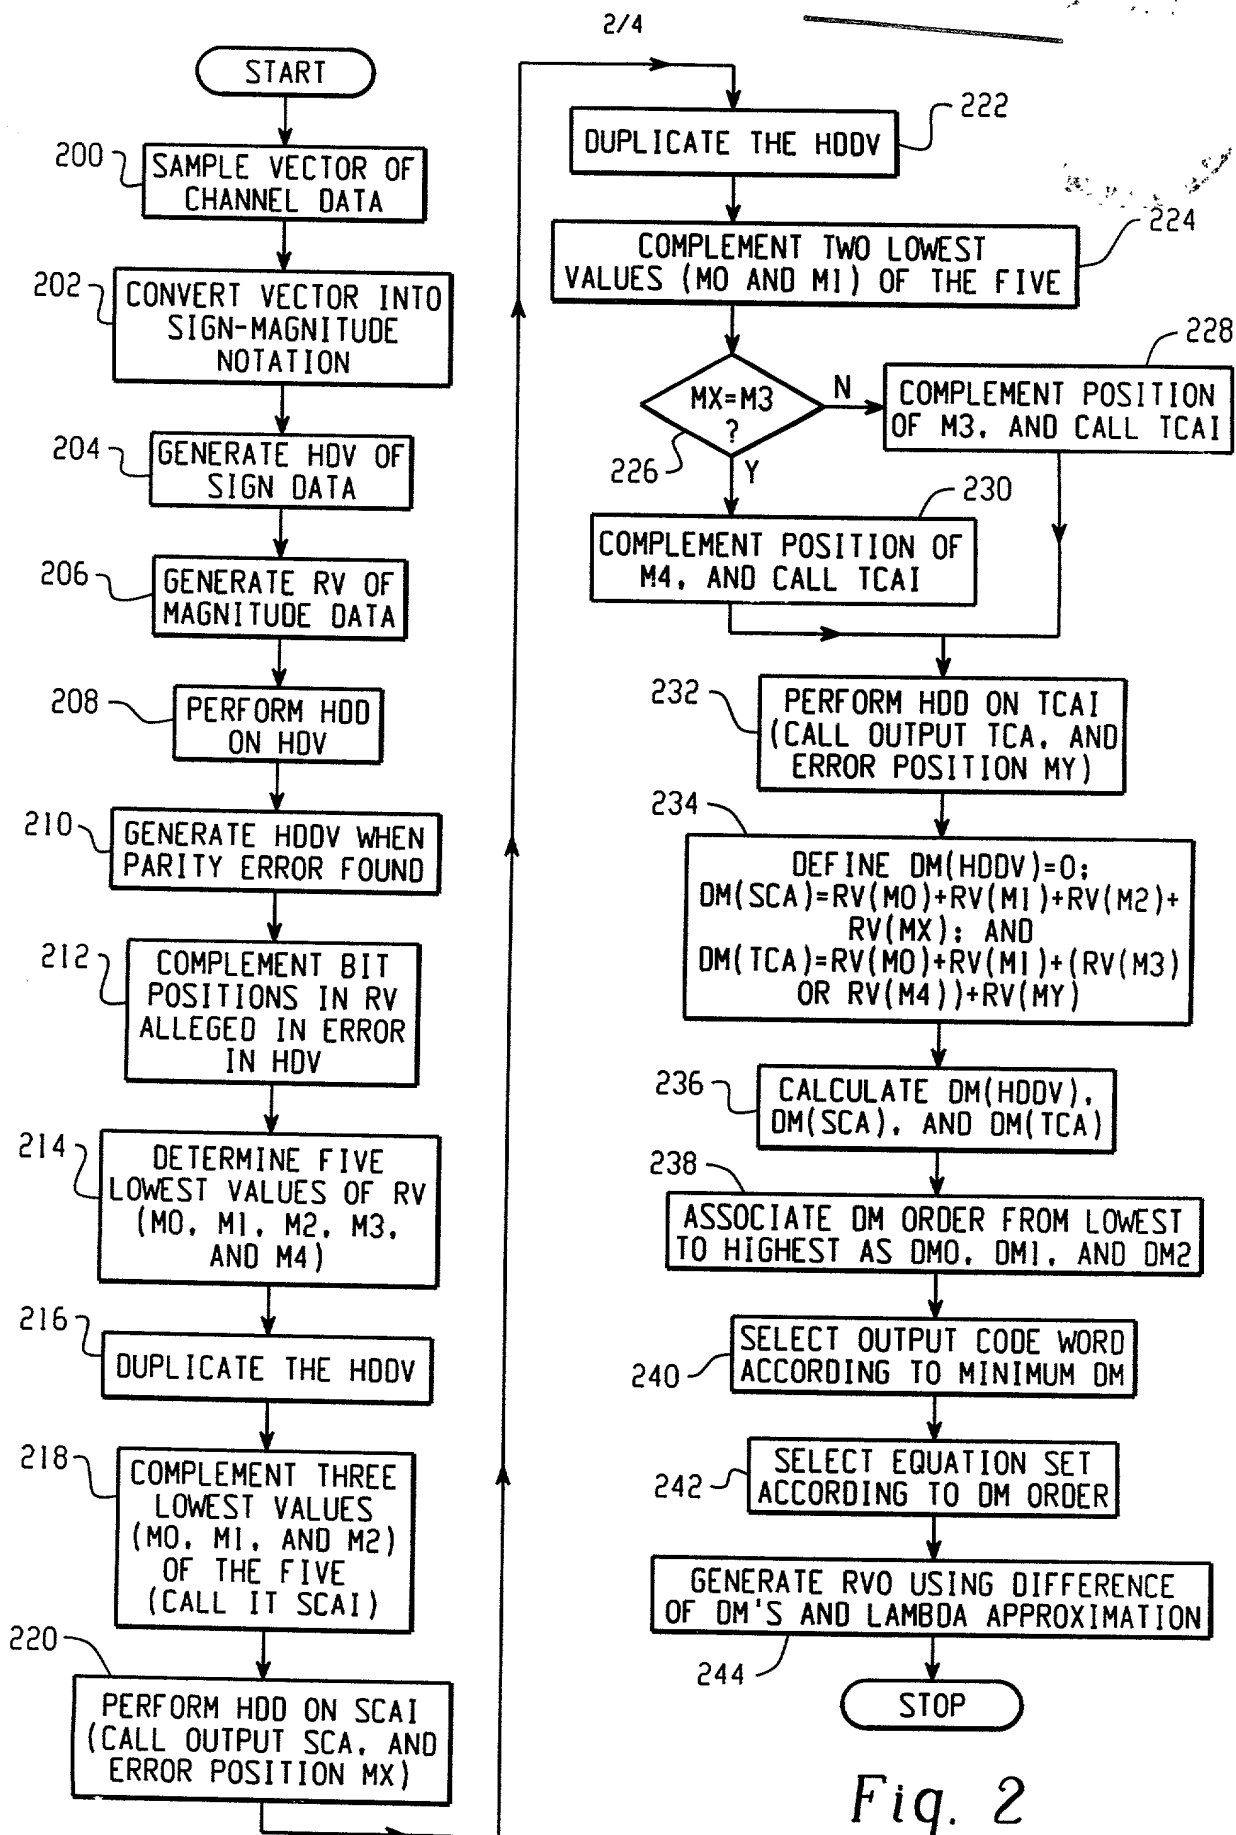 2/4
START
200
SAMPLE VECTOR OF
CHANNEL DATA
202
CONVERT VECTOR INTO
SIGN-MAGNITUDE
NOTATION
204
GENERATE HDV OF
SIGN DATA
206
GENERATE RV OF
MAGNITUDE DATA
208
PERFORM HDD
ON HDV
210
GENERATE HDDV WHEN
PARITY ERROR FOUND
212
COMPLEMENT BIT
POSITIONS IN RV
ALLEGED IN ERROR
IN HDV
214
DETERMINE FIVE
LOWEST VALUES OF RV
(M0, M1, M2, M3,
AND M4)
216
DUPLICATE THE HDDV
218
COMPLEMENT THREE
LOWEST VALUES
(M0, M1, AND M2)
OF THE FIVE
(CALL IT SCAI)
220
PERFORM HDD ON SCAI
(CALL OUTPUT SCA, AND
ERROR POSITION MX)
222
DUPLICATE THE HDDV
224
COMPLEMENT TWO LOWEST
VALUES (M0 AND M1) OF THE FIVE
226
MX=M3
?
N
Y
228
COMPLEMENT POSITION
OF M3, AND CALL TCAI
230
COMPLEMENT POSITION OF
M4, AND CALL TCAI
232
PERFORM HDD ON TCAI
(CALL OUTPUT TCA, AND
ERROR POSITION MY)
234
DEFINE DM(HDDV)=0;
DM(SCA)=RV(M0)+RV(M1)+RV(M2)+
RV(MX); AND
DM(TCA)=RV(M0)+RV(M1)+(RV(M3)
OR RV(M4))+RV(MY)
236
CALCULATE DM(HDDV),
DM(SCA), AND DM(TCA)
238
ASSOCIATE DM ORDER FROM LOWEST
TO HIGHEST AS DM0, DM1, AND DM2
240
SELECT OUTPUT CODE WORD
ACCORDING TO MINIMUM DM
242
SELECT EQUATION SET
ACCORDING TO DM ORDER
244
GENERATE RVO USING DIFFERENCE
OF DM'S AND LAMBDA APPROXIMATION
STOP
Fig. 2